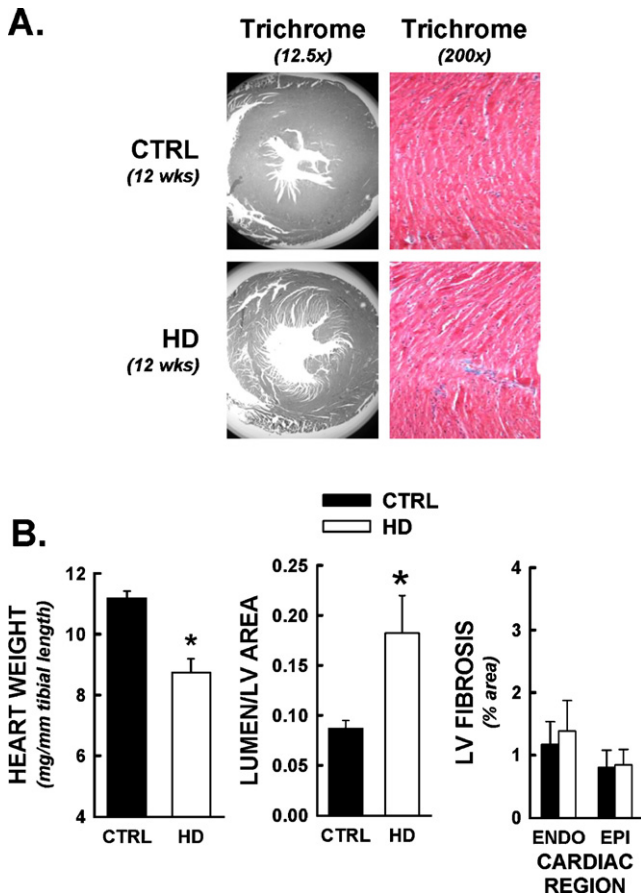 A.
Trichrome
(12.5x)
Trichrome
(200x)
CTRL
(12 wks)
HD
(12 wks)
CTRL
HD
B.
HEART WEIGHT
(mg/mm tibial length)
12
10
8
6
4
*
CTRL HD
LUMEN/LV AREA
0.25
0.20
0.15
0.10
0.05
0.00
*
CTRL HD
LV FIBROSIS
(% area)
4
3
2
1
0
ENDO EPI
CARDIAC
REGION